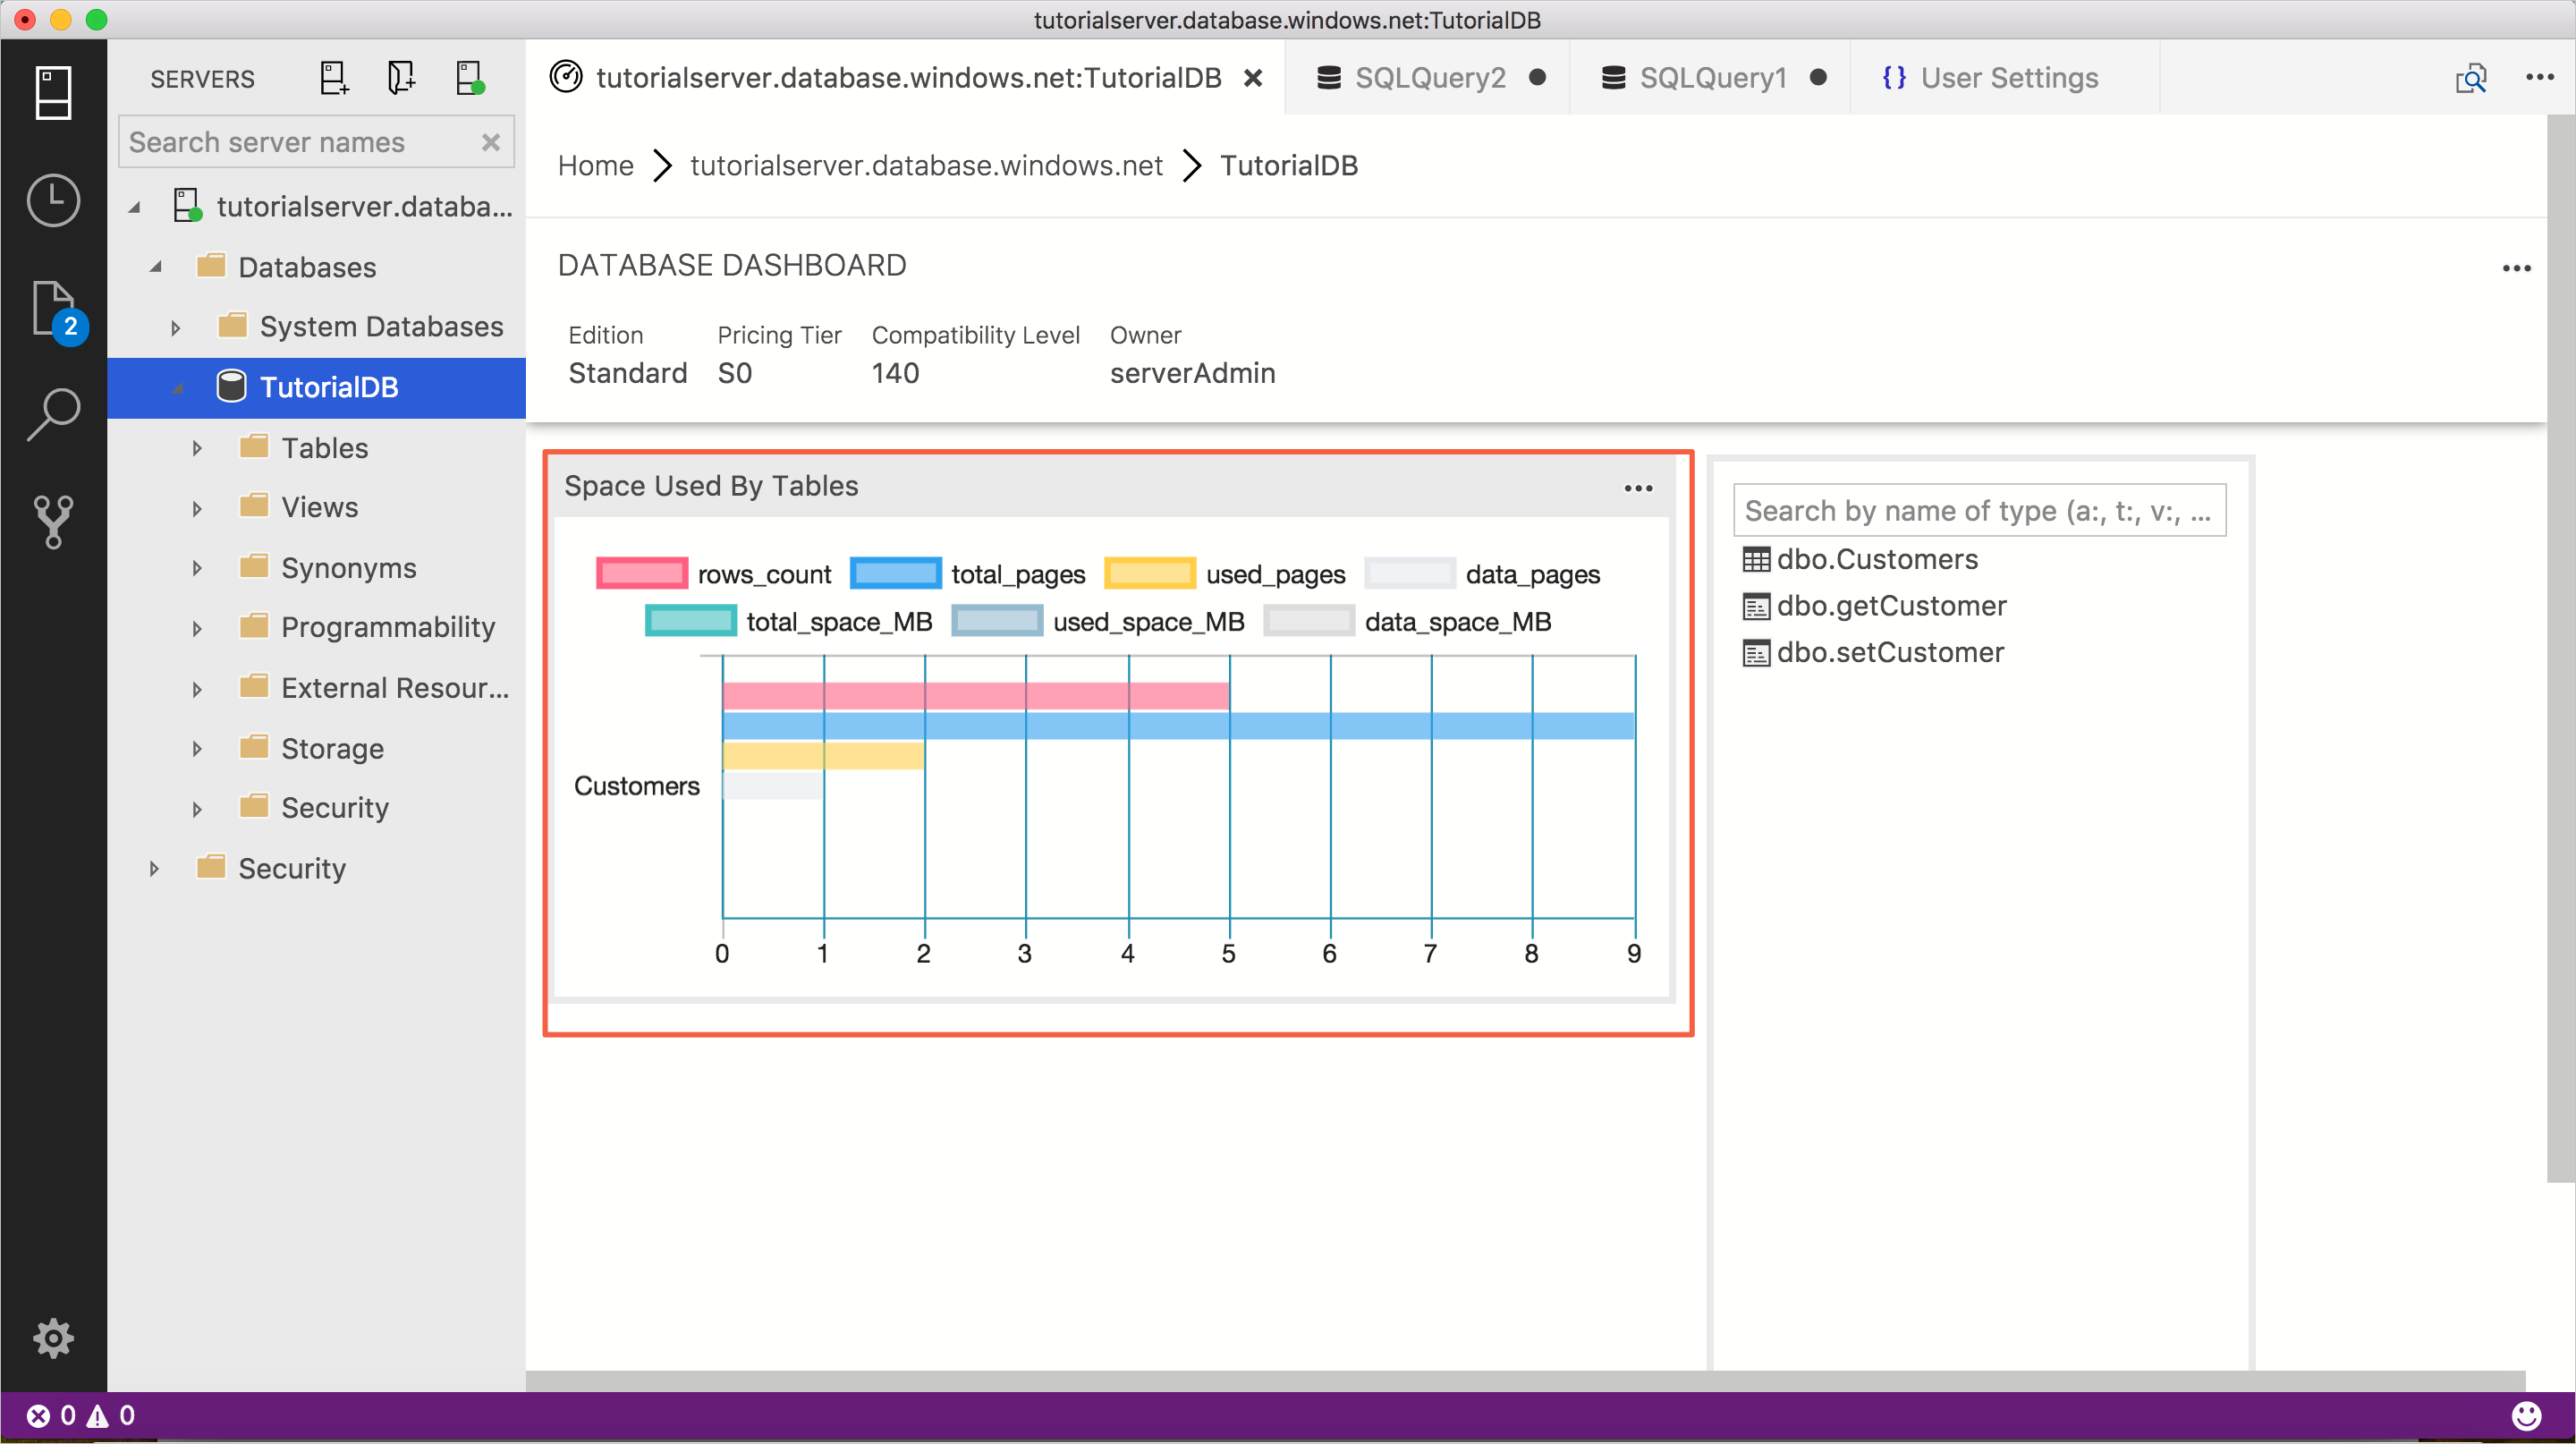 tutorialserver.database.windows.net:TutorialDB
SERVERS
Search server names
tutorialserver.databa...
Databases
System Databases
TutorialDB
Tables
Views
Synonyms
Programmability
External Resour...
Storage
Security
Security
2
tutorialserver.database.windows.net:TutorialDB
SQLQuery2
SQLQuery1
{} User Settings
Home > tutorialserver.database.windows.net > TutorialDB
DATABASE DASHBOARD
Edition Pricing Tier Compatibility Level Owner
Standard S0 140 serverAdmin
Space Used By Tables
rows_count total_pages used_pages data_pages
total_space_MB used_space_MB data_space_MB
Customers
0 1 2 3 4 5 6 7 8 9
Search by name of type (a:, t:, v:, ...
dbo.Customers
dbo.getCustomer
dbo.setCustomer
0 0